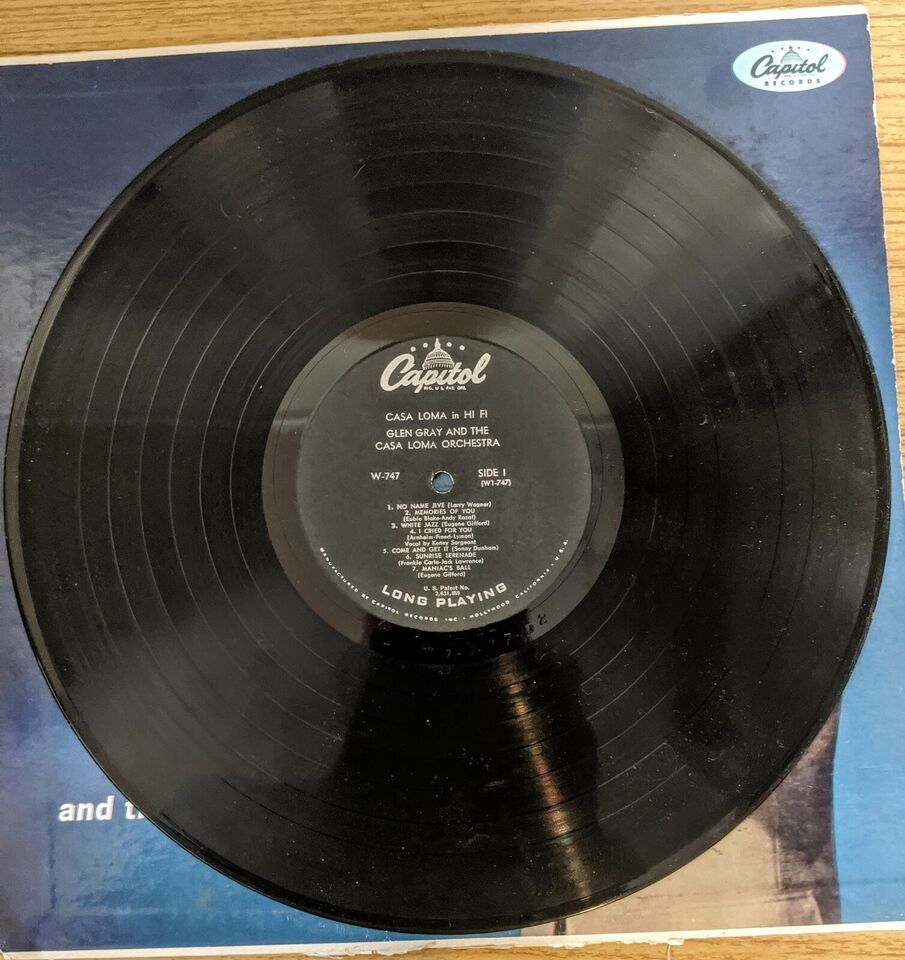 Capitol
RECORDS
Capitol
REG. U.S. PAT. OFF.
CASA LOMA in HI FI
GLEN GRAY AND THE
CASA LOMA ORCHESTRA
W-747
SIDE 1
(W1-747)
1. NO NAME JIVE (Larry Wagner)
2. MEMORIES OF YOU
(Eubie Blake-Andy Razaf)
3. WHITE JAZZ (Eugene Gifford)
4. I CRIED FOR YOU
(Arnheim-Freed-Lyman)
Vocal by Kenny Sargeant
5. COME AND GET IT (Sonny Dunham)
6. SUNRISE SERENADE
(Frankie Carle-Jack Lawrence)
7. MANIAC'S BALL
(Eugene Gifford)
U. S. Patent No.
2,631,859
LONG PLAYING
MANUFACTURED BY CAPITOL RECORDS INC • HOLLYWOOD, CALIFORNIA • U.S.A.
and